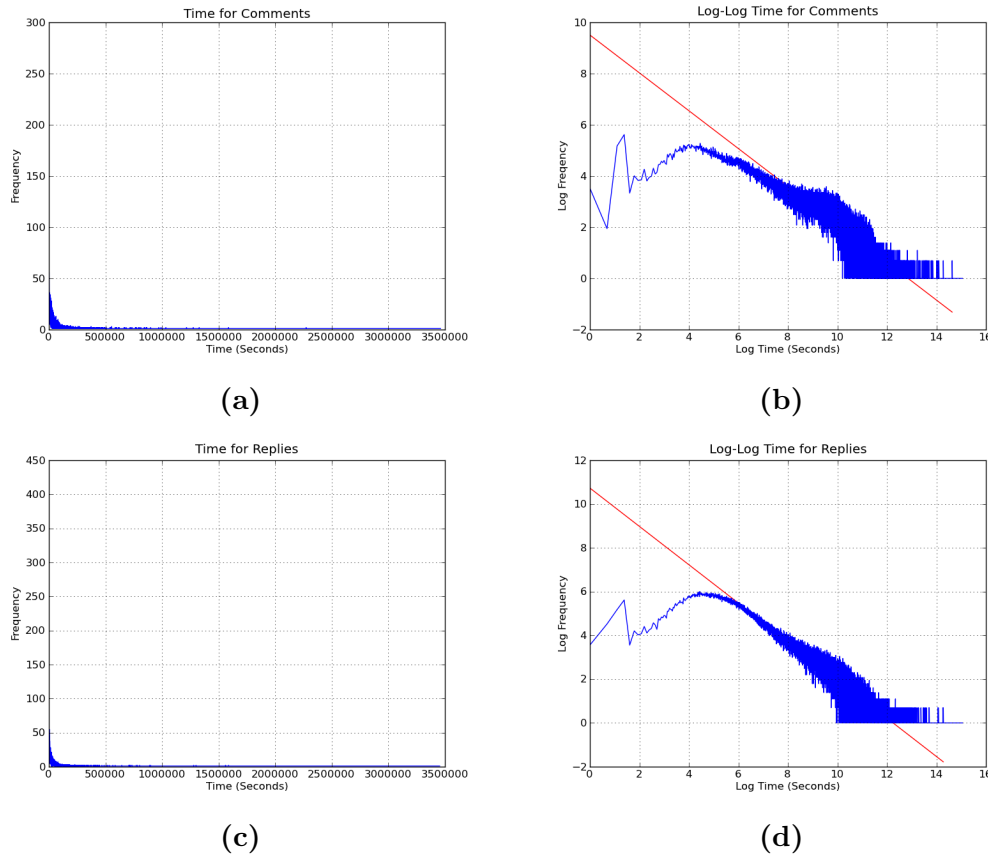 Time for Comments
300
250
200
150
100
50
0
Frequency
0 500000 1000000 1500000 2000000 2500000 3000000 3500000
Time (Seconds)
(a)
Log-Log Time for Comments
10
8
6
4
2
0
−2
Log Frequency
0 2 4 6 8 10 12 14 16
Log Time (Seconds)
(b)
Time for Replies
450
400
350
300
250
200
150
100
50
0
Frequency
0 500000 1000000 1500000 2000000 2500000 3000000 3500000
Time (Seconds)
(c)
Log-Log Time for Replies
12
10
8
6
4
2
0
−2
Log Frequency
0 2 4 6 8 10 12 14 16
Log Time (Seconds)
(d)